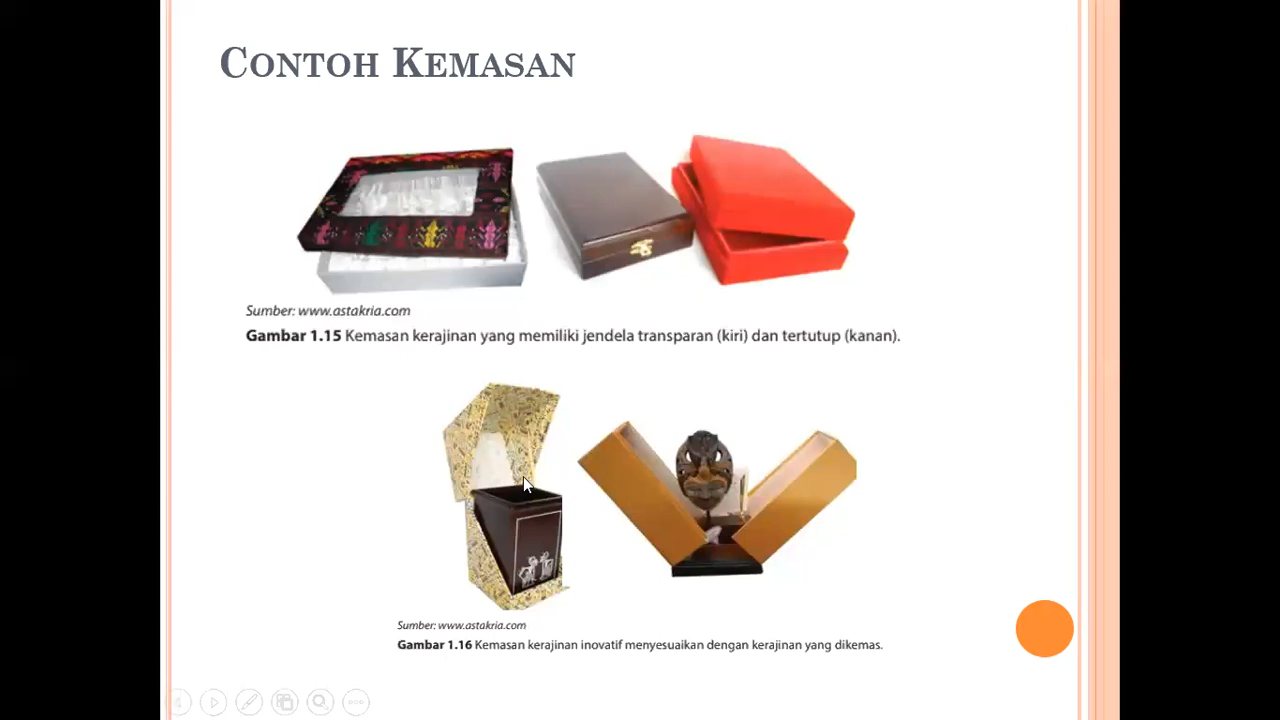 CONTOH KEMASAN
Sumber: www.astakria.com
Gambar 1.15 Kemasan kerajinan yang memiliki jendela transparan (kiri) dan tertutup (kanan).
Sumber: www.astakria.com
Gambar 1.16 Kemasan kerajinan inovatif menyesuaikan dengan kerajinan yang dikemas.